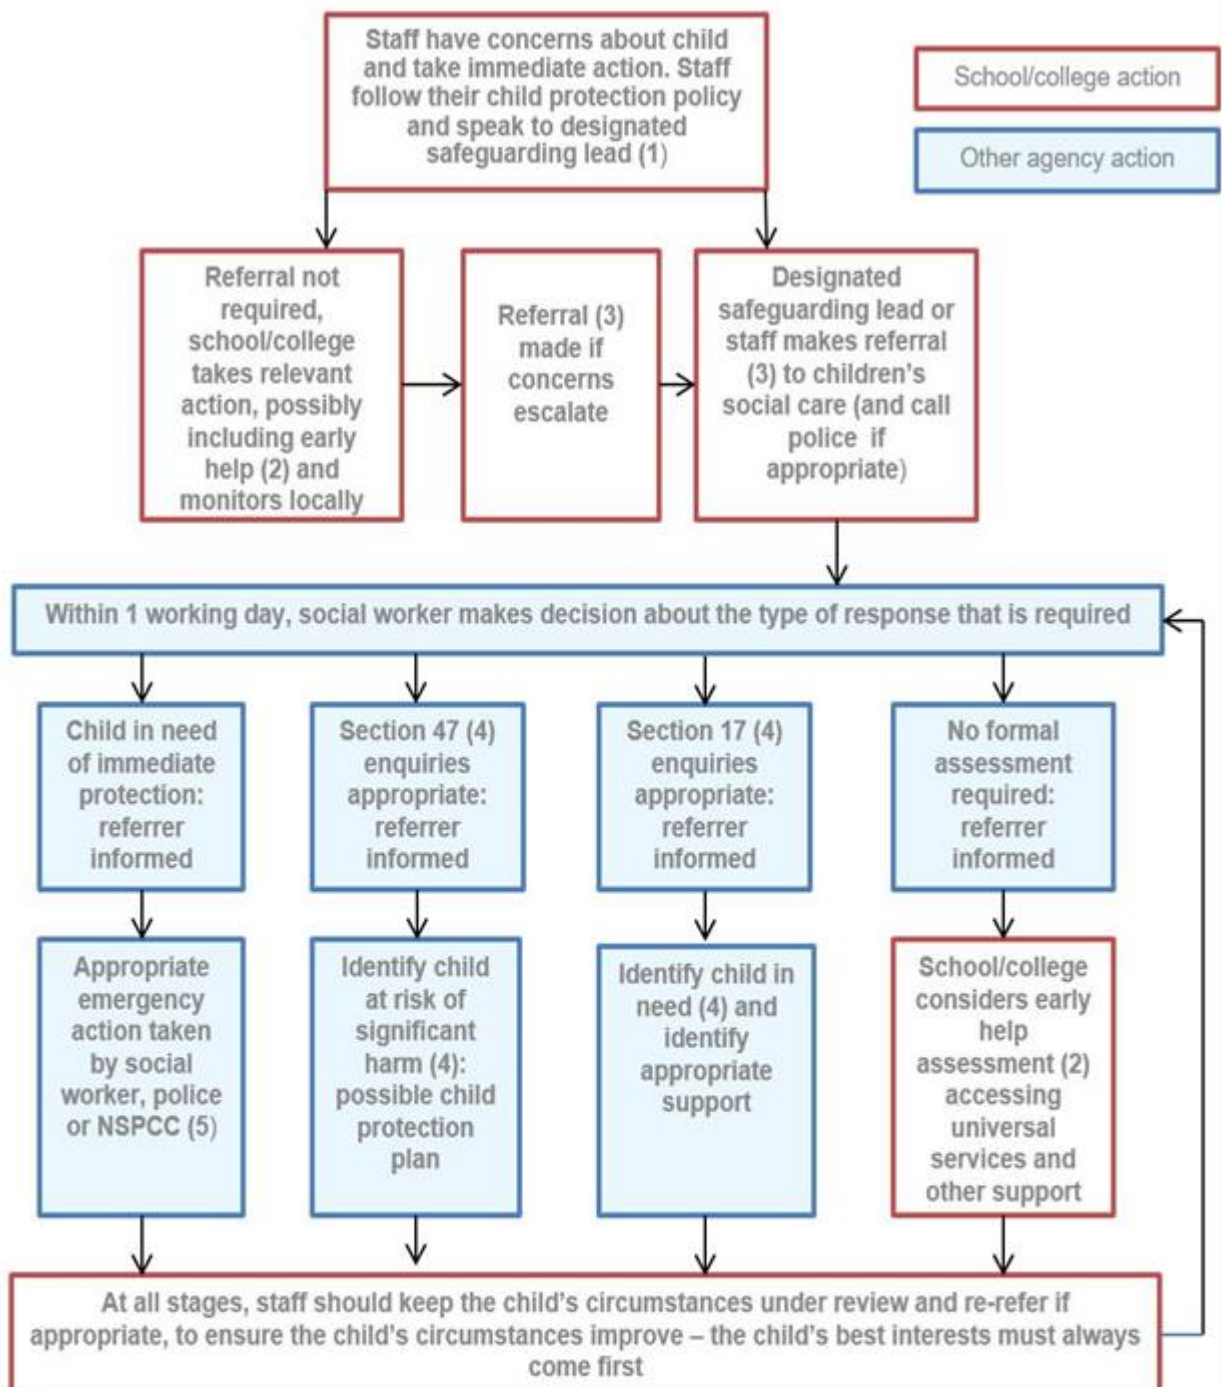 Staff have concerns about child
and take immediate action. Staff
follow their child protection policy
and speak to designated
safeguarding lead (1)
School/college action
Other agency action
Referral not
required,
school/college
takes relevant
action, possibly
including early
help (2) and
monitors locally
Referral (3)
made if
concerns
escalate
Designated
safeguarding lead or
staff makes referral
(3) to children's
social care (and call
police if
appropriate)
Within 1 working day, social worker makes decision about the type of response that is required
Child in need
of immediate
protection:
referrer
informed
Section 47 (4)
enquiries
appropriate:
referrer
informed
Section 17 (4)
enquiries
appropriate:
referrer
informed
No formal
assessment
required:
referrer
informed
Appropriate
emergency
action taken
by social
worker, police
or NSPCC (5)
Identify child
at risk of
significant
harm (4):
possible child
protection
plan
Identify child in
need (4) and
identify
appropriate
support
School/college
considers early
help
assessment (2)
accessing
universal
services and
other support
At all stages, staff should keep the child's circumstances under review and re-refer if
appropriate, to ensure the child's circumstances improve – the child's best interests must always
come first